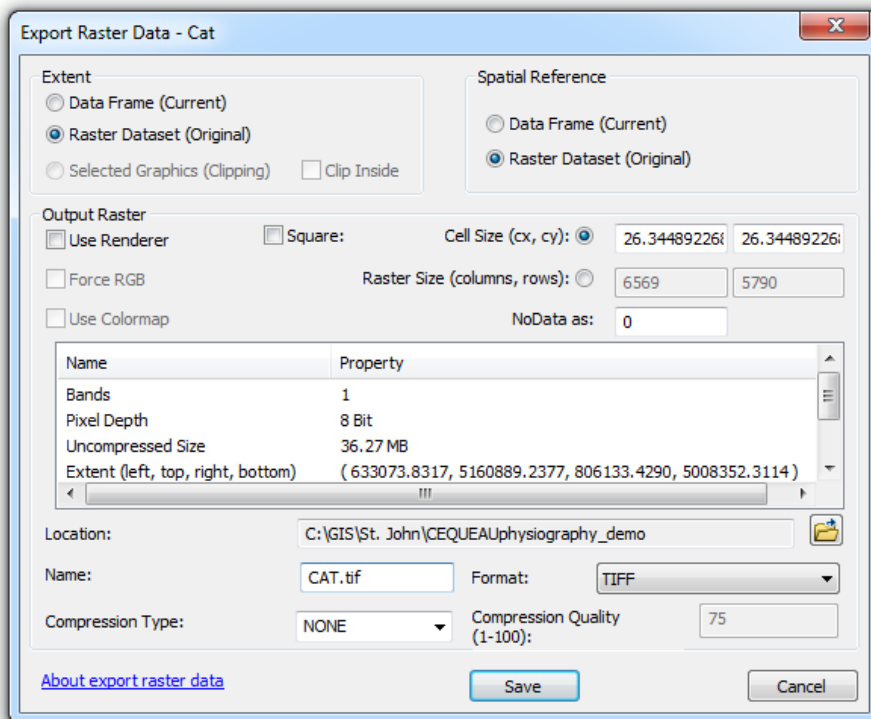 Export Raster Data - Cat
Extent
Data Frame (Current)
Raster Dataset (Original)
Selected Graphics (Clipping) Clip Inside
Spatial Reference
Data Frame (Current)
Raster Dataset (Original)
Output Raster
Use Renderer Square: Cell Size (cx, cy): 26.344892268 26.344892268
Force RGB Raster Size (columns, rows): 6569 5790
Use Colormap NoData as: 0
Name Property
Bands 1
Pixel Depth 8 Bit
Uncompressed Size 36.27 MB
Extent (left, top, right, bottom) ( 633073.8317, 5160889.2377, 806133.4290, 5008352.3114 )
Location: C:\GIS\St. John\CEQUEAUphysiography_demo
Name: CAT.tif Format: TIFF
Compression Type: NONE Compression Quality (1-100): 75
About export raster data Save Cancel